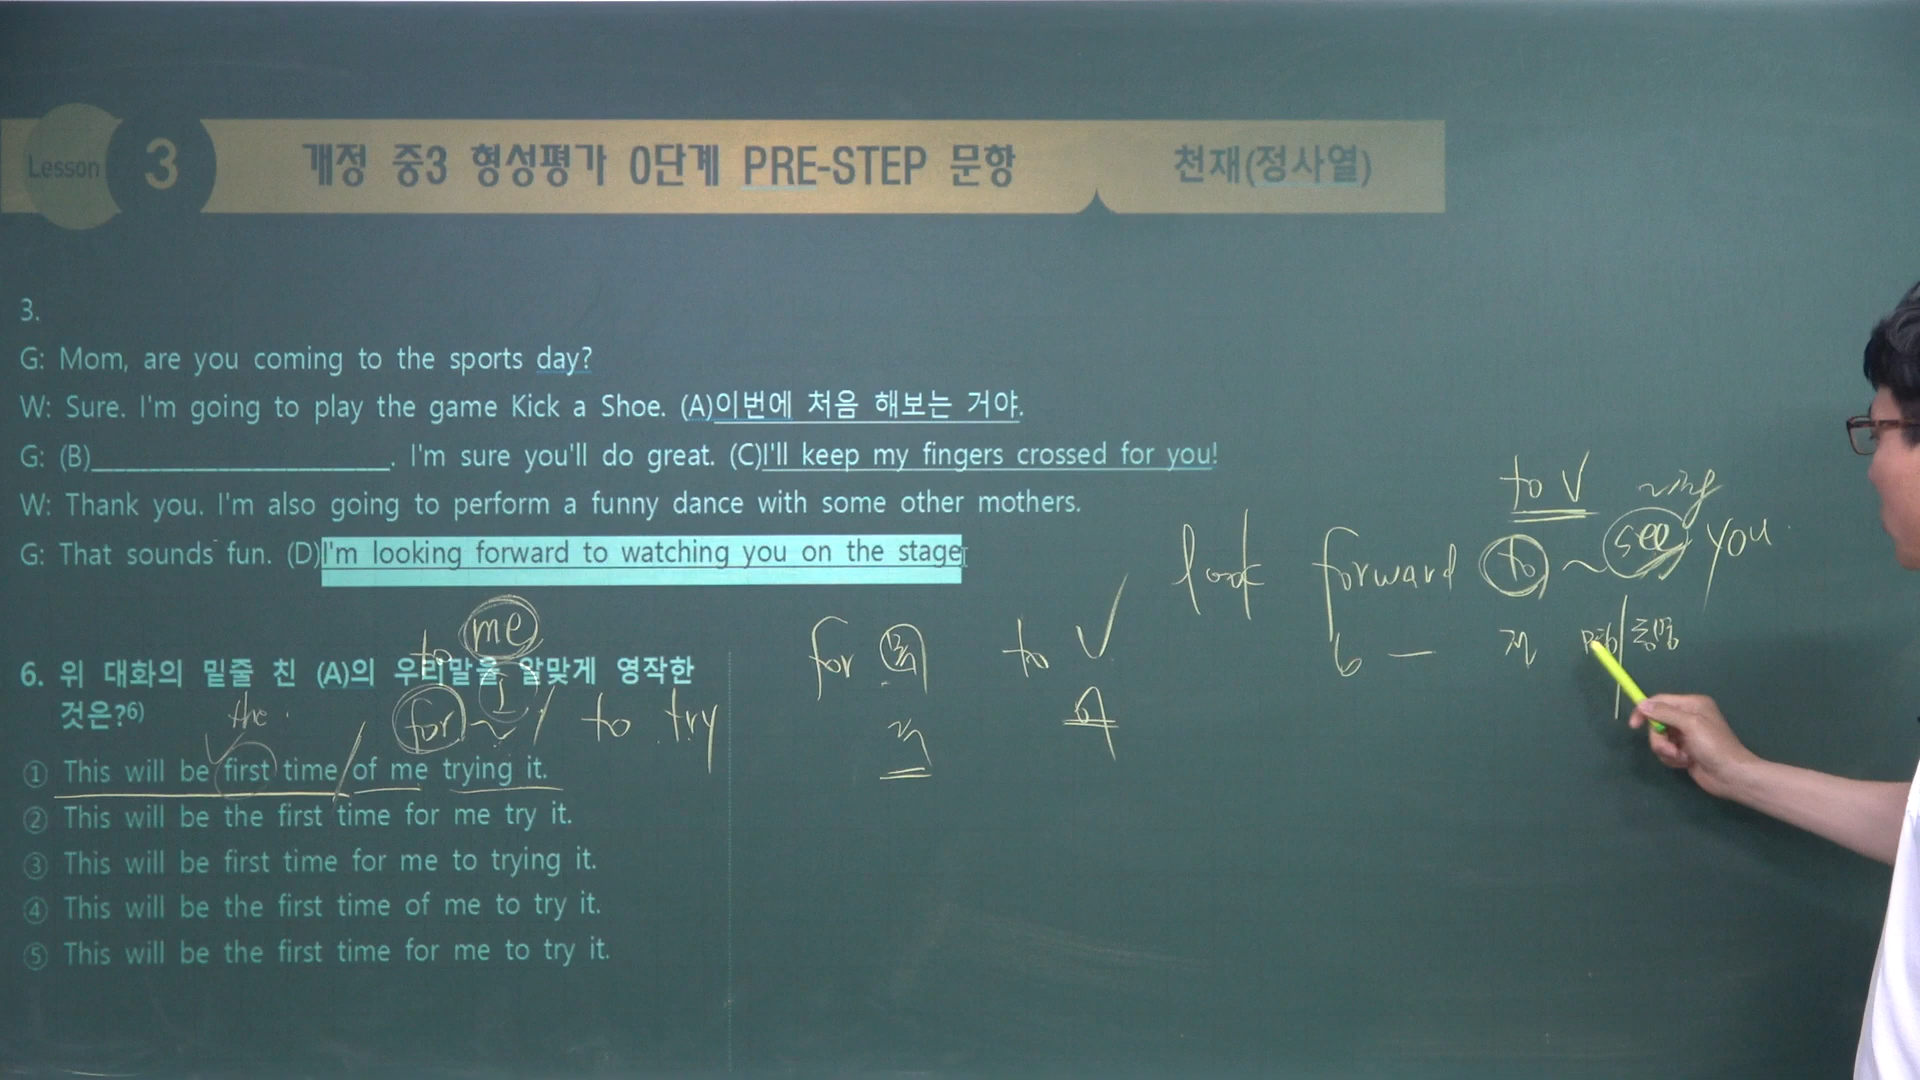 Lesson 3 개정 중3 형성평가 0단계 PRE-STEP 문항 천재(정사열)
3.
G: Mom, are you coming to the sports day?
W: Sure. I'm going to play the game Kick a Shoe. (A)이번에 처음 해보는 거야.
G: (B)____________________. I'm sure you'll do great. (C)I'll keep my fingers crossed for you!
W: Thank you. I'm also going to perform a funny dance with some other mothers.
G: That sounds fun. (D)I'm looking forward to watching you on the stage
to V ~ing
look forward to ~ see you
전 명 / 동명
to me
for 목 to V
6. 위 대화의 밑줄 친 (A)의 우리말을 알맞게 영작한
것은?6)
the
for ~ I / to try
① This will be first time of me trying it.
② This will be the first time for me try it.
③ This will be first time for me to trying it.
④ This will be the first time of me to try it.
⑤ This will be the first time for me to try it.